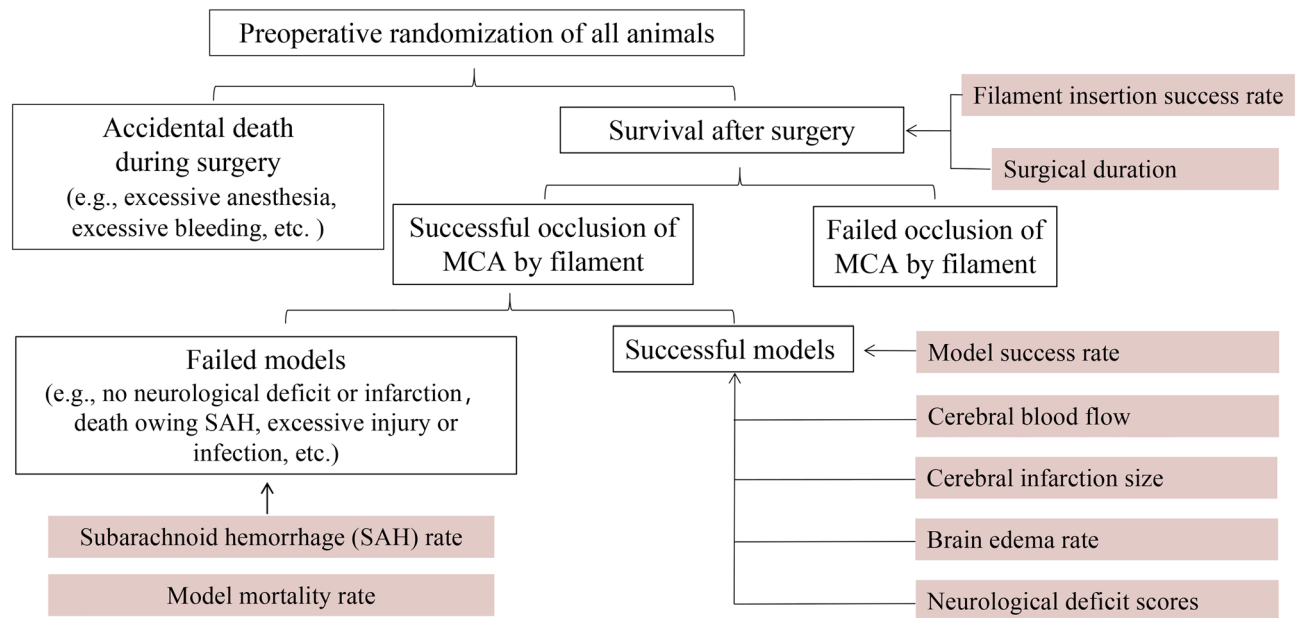 Preoperative randomization of all animals
Accidental death
during surgery
(e.g., excessive anesthesia,
excessive bleeding, etc. )
Survival after surgery
Filament insertion success rate
Surgical duration
Successful occlusion of
MCA by filament
Failed occlusion of
MCA by filament
Failed models
(e.g., no neurological deficit or infarction,
death owing SAH, excessive injury or
infection, etc.)
Successful models
Model success rate
Cerebral blood flow
Cerebral infarction size
Brain edema rate
Neurological deficit scores
Subarachnoid hemorrhage (SAH) rate
Model mortality rate